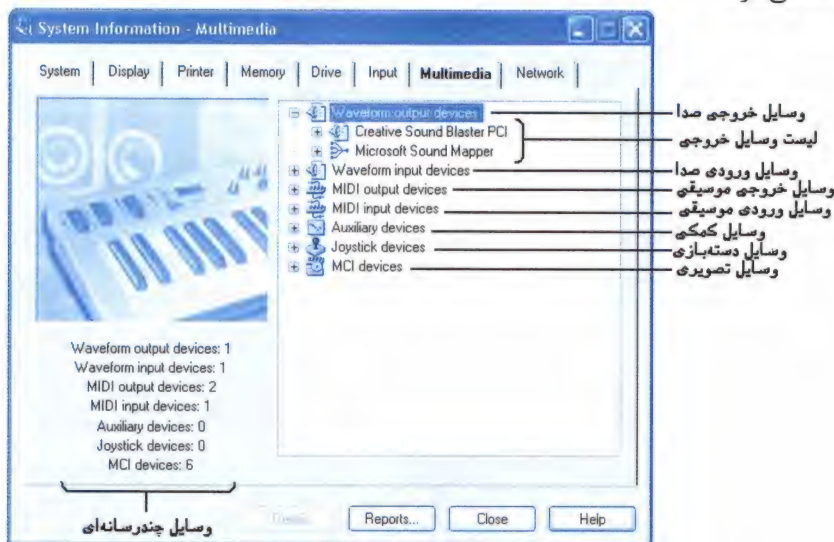 System Information - Multimedia
System | Display | Printer | Memory | Drive | Input | Multimedia | Network
Waveform output devices
Creative Sound Blaster PCI
Microsoft Sound Mapper
Waveform input devices
MIDI output devices
MIDI input devices
Auxiliary devices
Joystick devices
MCI devices
وسایل خروجی صدا
لیست وسایل خروجی
وسایل ورودی صدا
وسایل خروجی موسیقی
وسایل ورودی موسیقی
وسایل کمکی
وسایل دسته‌بازی
وسایل تصویری
Waveform output devices: 1
Waveform input devices: 1
MIDI output devices: 2
MIDI input devices: 1
Auxiliary devices: 0
Joystick devices: 0
MCI devices: 6
وسایل چندرسانه‌ای
Reports... Close Help